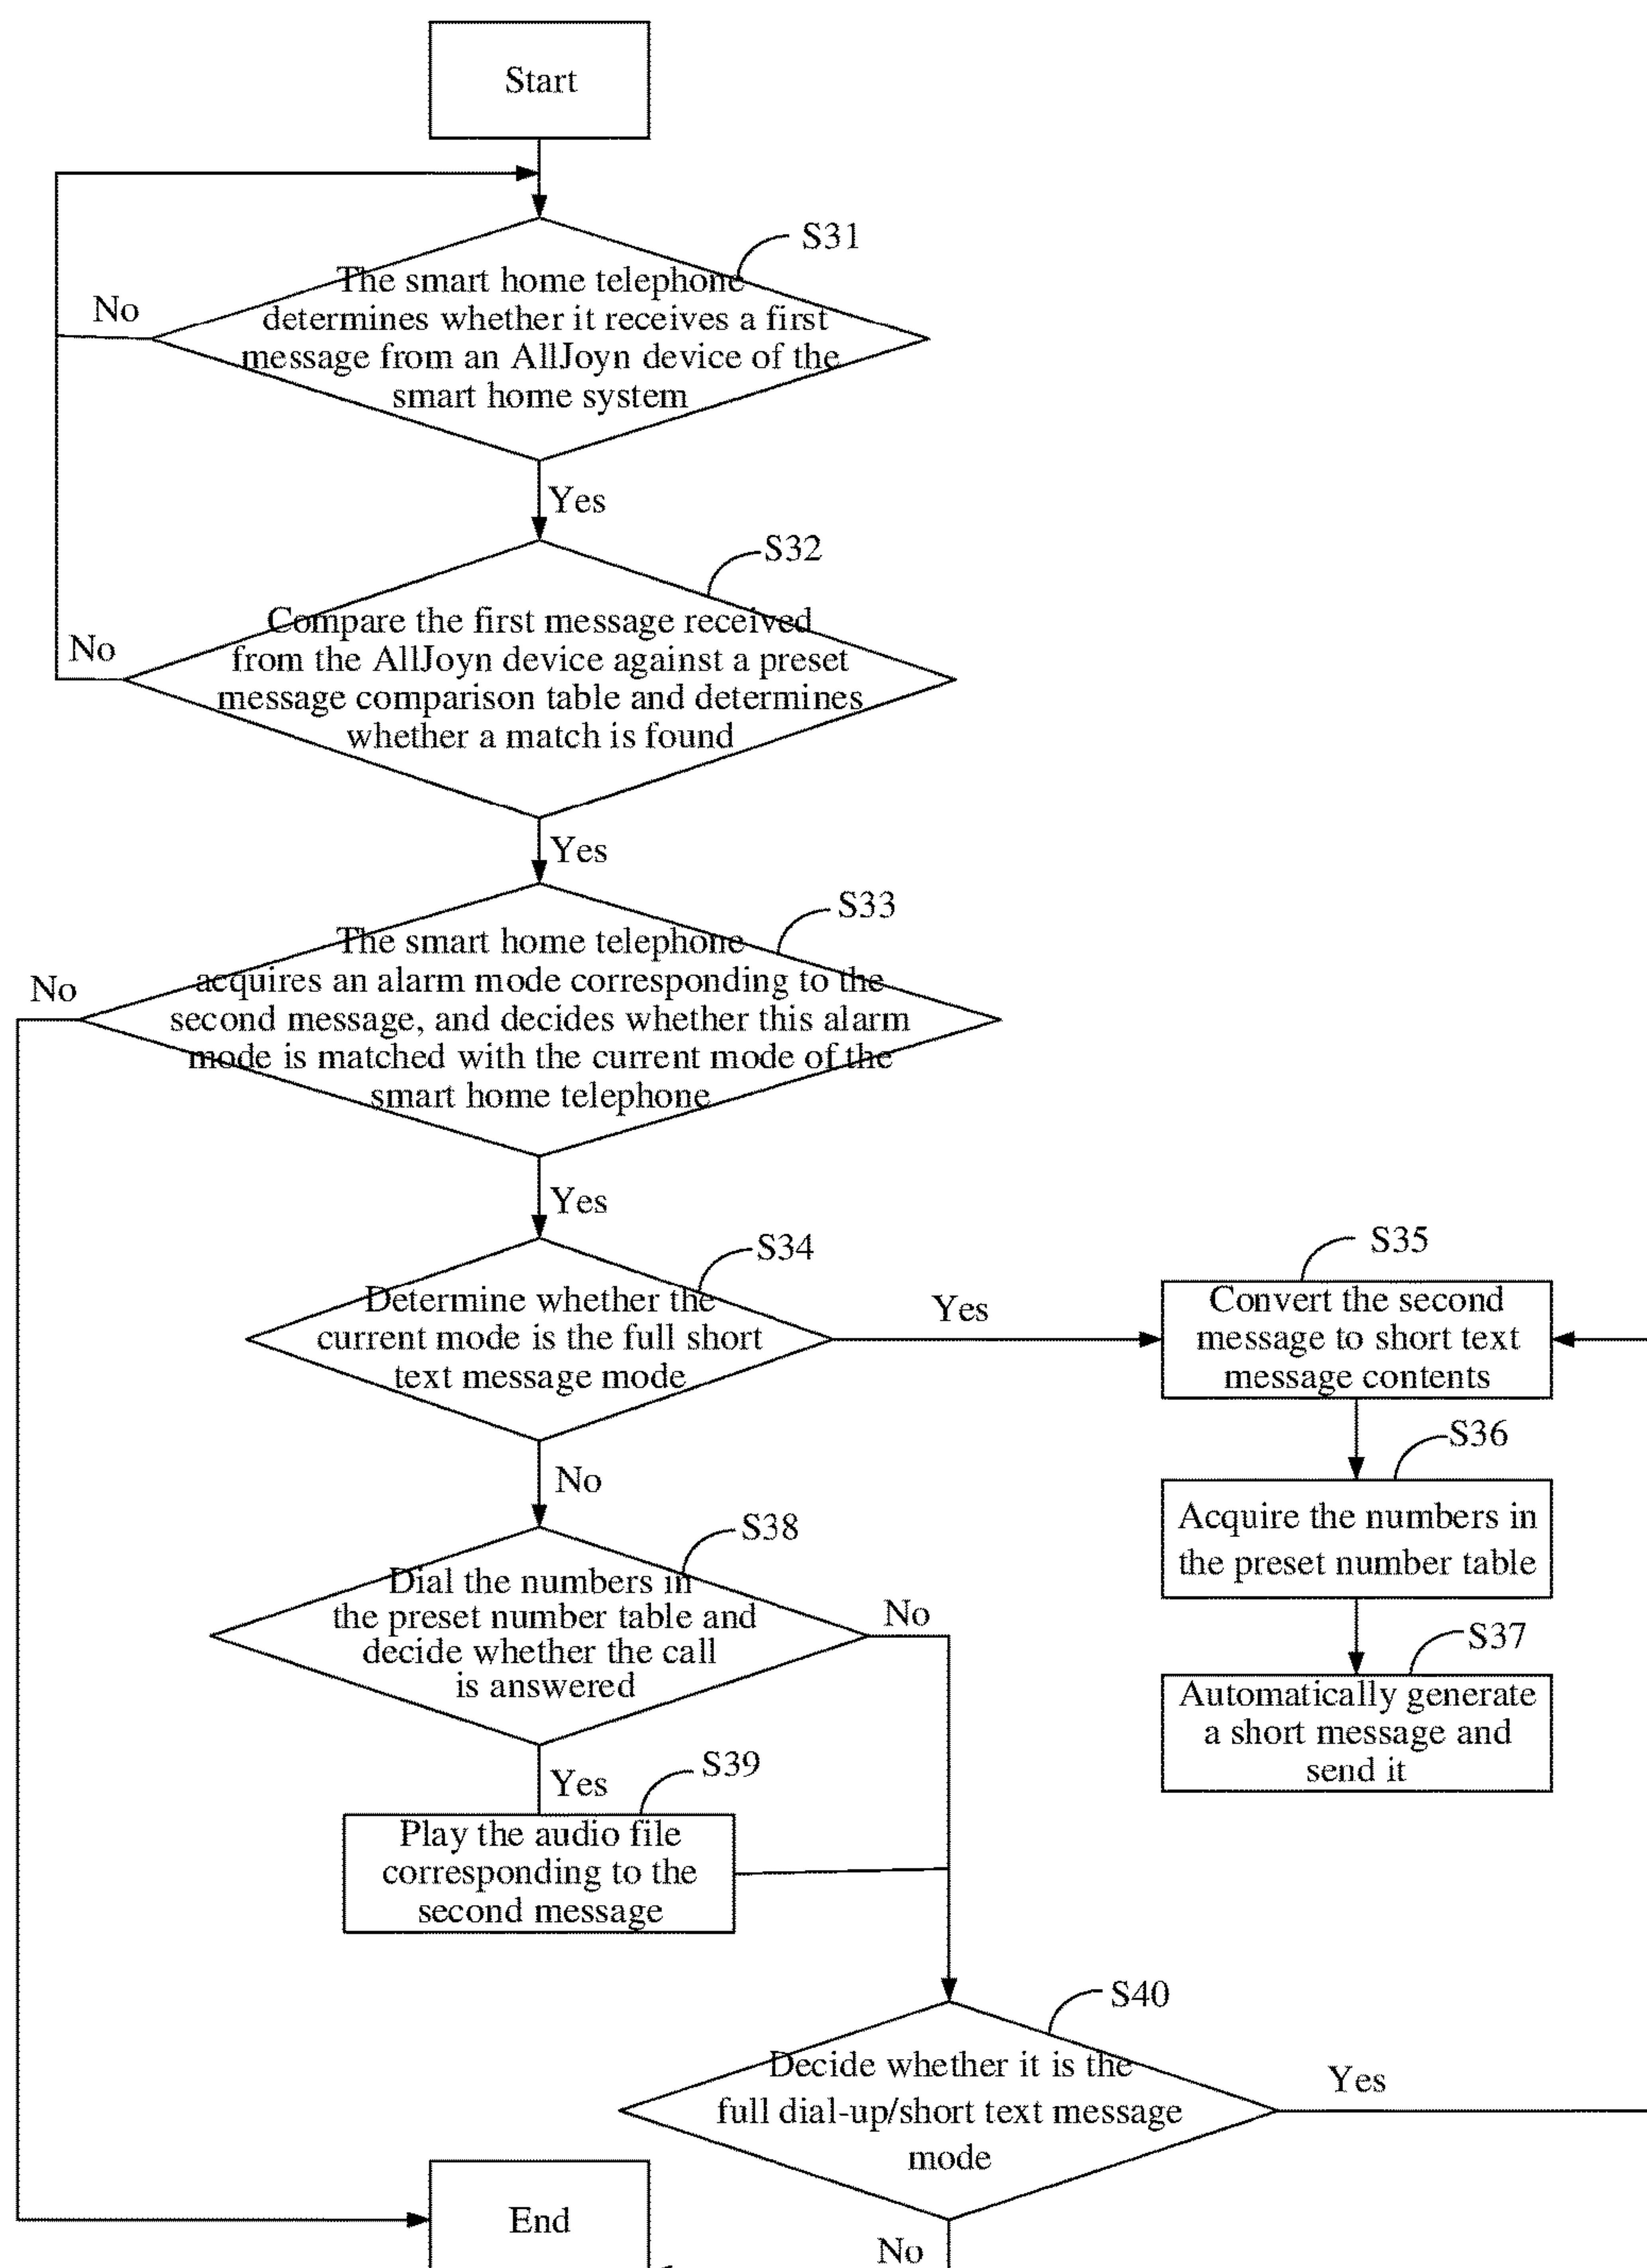 Start
S31
The smart home telephone
determines whether it receives a first
message from an AllJoyn device of the
smart home system
No
Yes
S32
Compare the first message received
from the AllJoyn device against a preset
message comparison table and determines
whether a match is found
No
Yes
S33
The smart home telephone
acquires an alarm mode corresponding to the
second message, and decides whether this alarm
mode is matched with the current mode of the
smart home telephone
No
Yes
S34
Determine whether the
current mode is the full short
text message mode
Yes
S35
Convert the second
message to short text
message contents
S36
Acquire the numbers in
the preset number table
S37
Automatically generate
a short message and
send it
No
S38
Dial the numbers in
the preset number table and
decide whether the call
is answered
No
Yes
S39
Play the audio file
corresponding to the
second message
S40
Decide whether it is the
full dial-up/short text message
mode
Yes
No
End